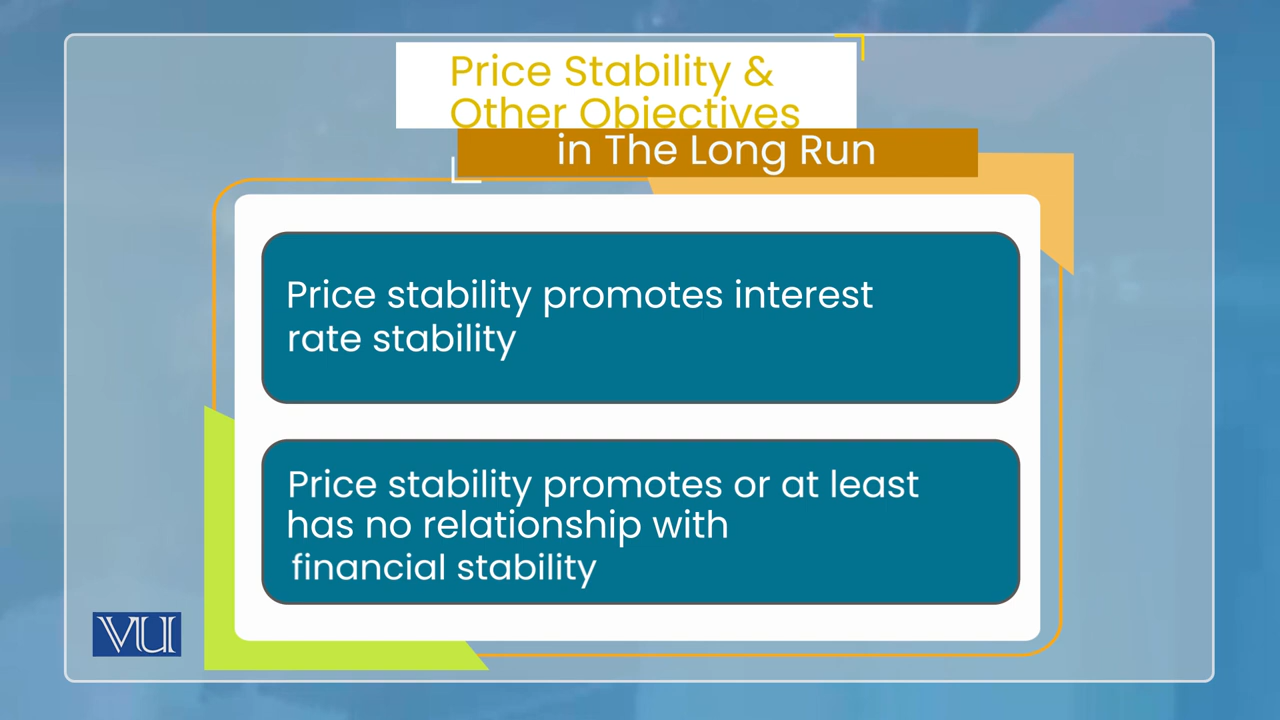 Price Stability &
Other Objectives
in The Long Run
Price stability promotes interest
rate stability
Price stability promotes or at least
has no relationship with
financial stability
VU